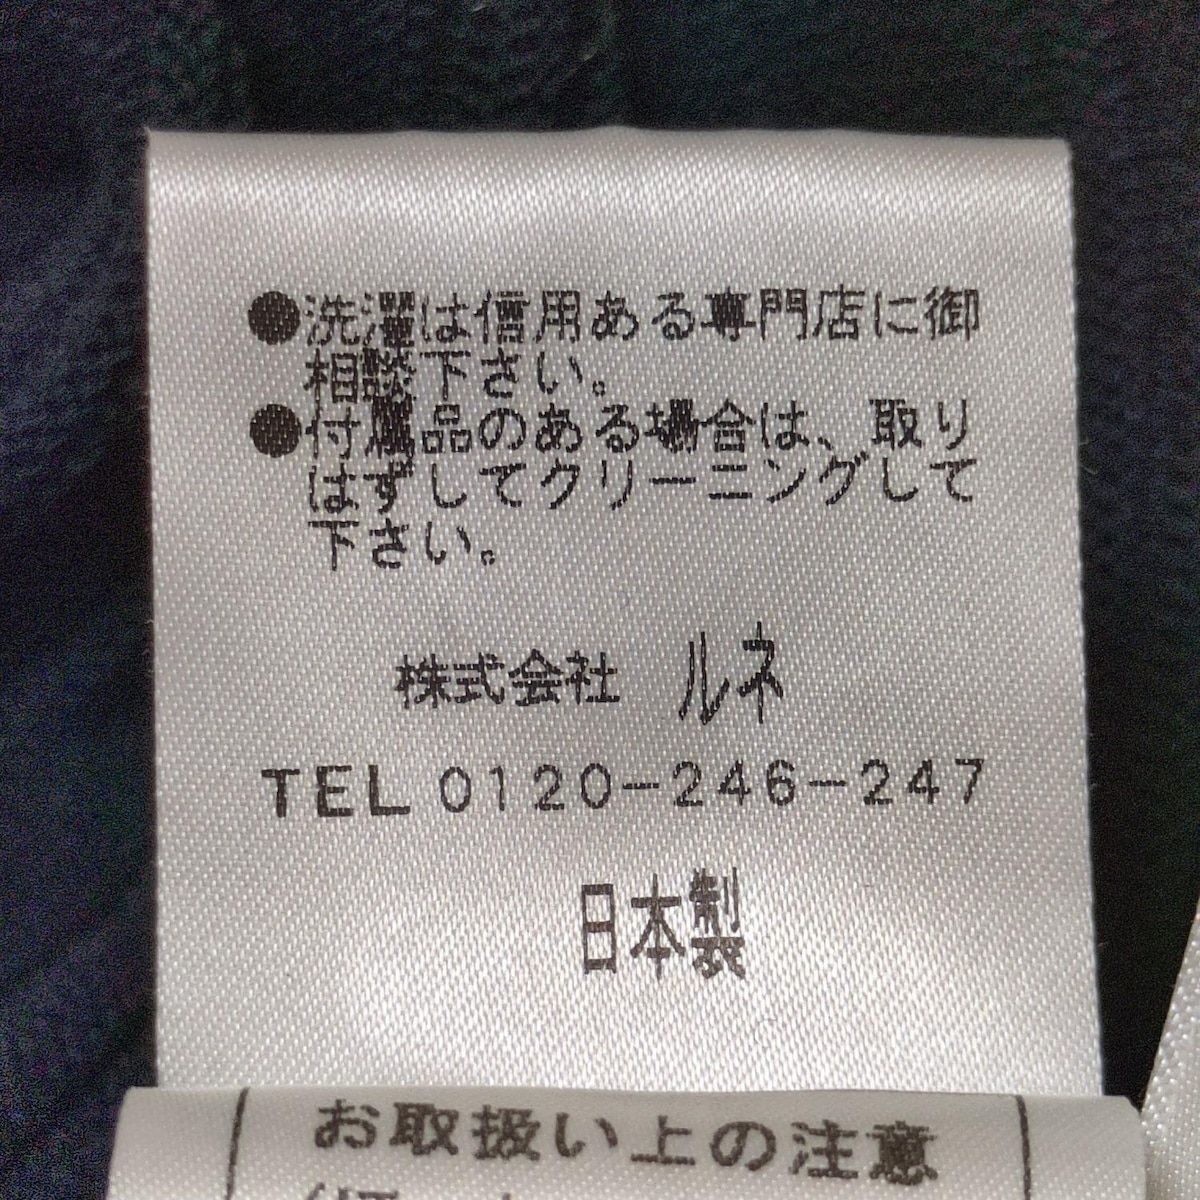 ●洗濯は信用ある専門店に御
相談下さい。
●付属品のある場合は、取り
はずしてクリーニングして
下さい。
株式会社 ルネ
TEL 0120-246-247
日本製
お取扱い上の注意